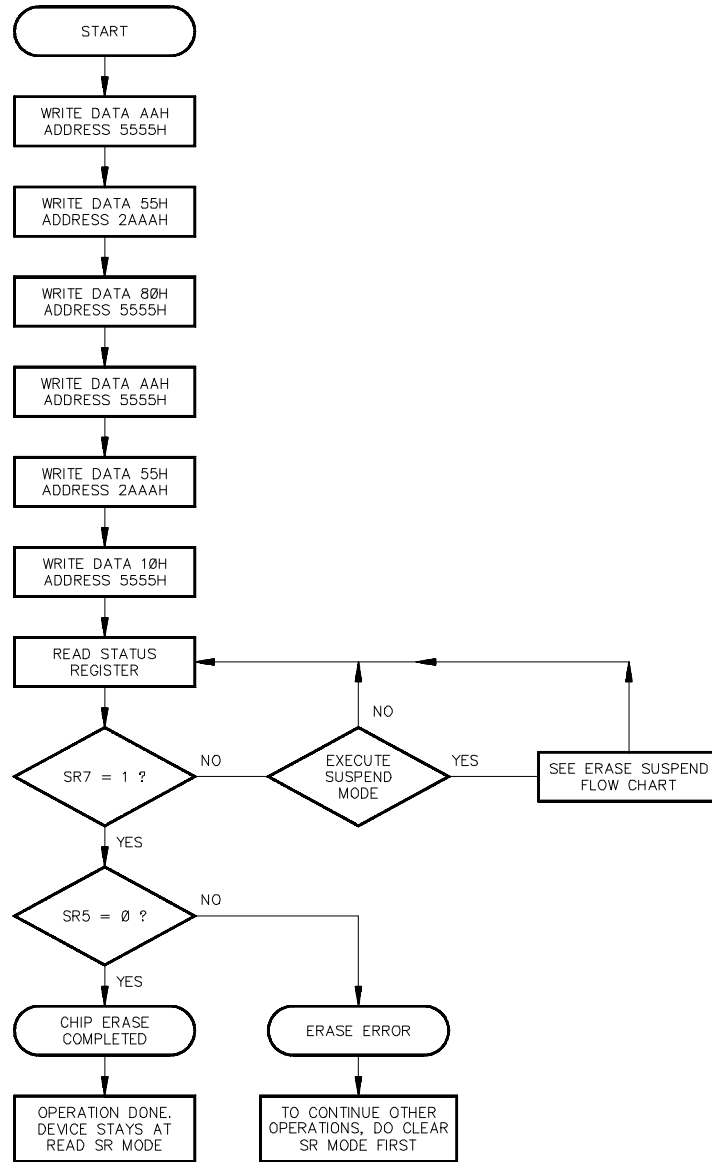 START
WRITE DATA AAH
ADDRESS 5555H
WRITE DATA 55H
ADDRESS 2AAAH
WRITE DATA 8ØH
ADDRESS 5555H
WRITE DATA AAH
ADDRESS 5555H
WRITE DATA 55H
ADDRESS 2AAAH
WRITE DATA 1ØH
ADDRESS 5555H
READ STATUS
REGISTER
NO
SR7 = 1 ?
NO
EXECUTE
SUSPEND
MODE
YES
SEE ERASE SUSPEND
FLOW CHART
YES
SR5 = Ø ?
NO
YES
CHIP ERASE
COMPLETED
ERASE ERROR
OPERATION DONE.
DEVICE STAYS AT
READ SR MODE
TO CONTINUE OTHER
OPERATIONS, DO CLEAR
SR MODE FIRST